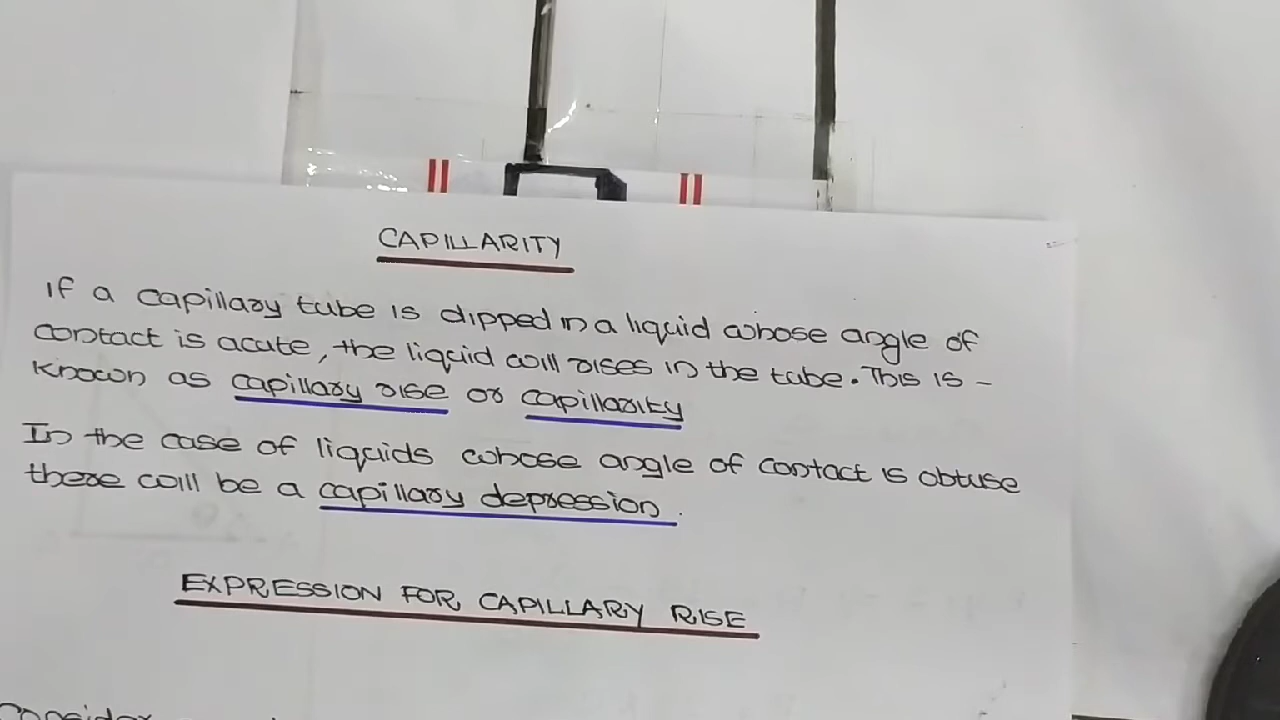 CAPILLARITY
If a capillary tube is dipped in a liquid whose angle of
contact is acute, the liquid will rises in the tube. This is –
known as capillary rise or capillarity
In the case of liquids whose angle of contact is obtuse
there will be a capillary depression.
EXPRESSION FOR CAPILLARY RISE
Consider